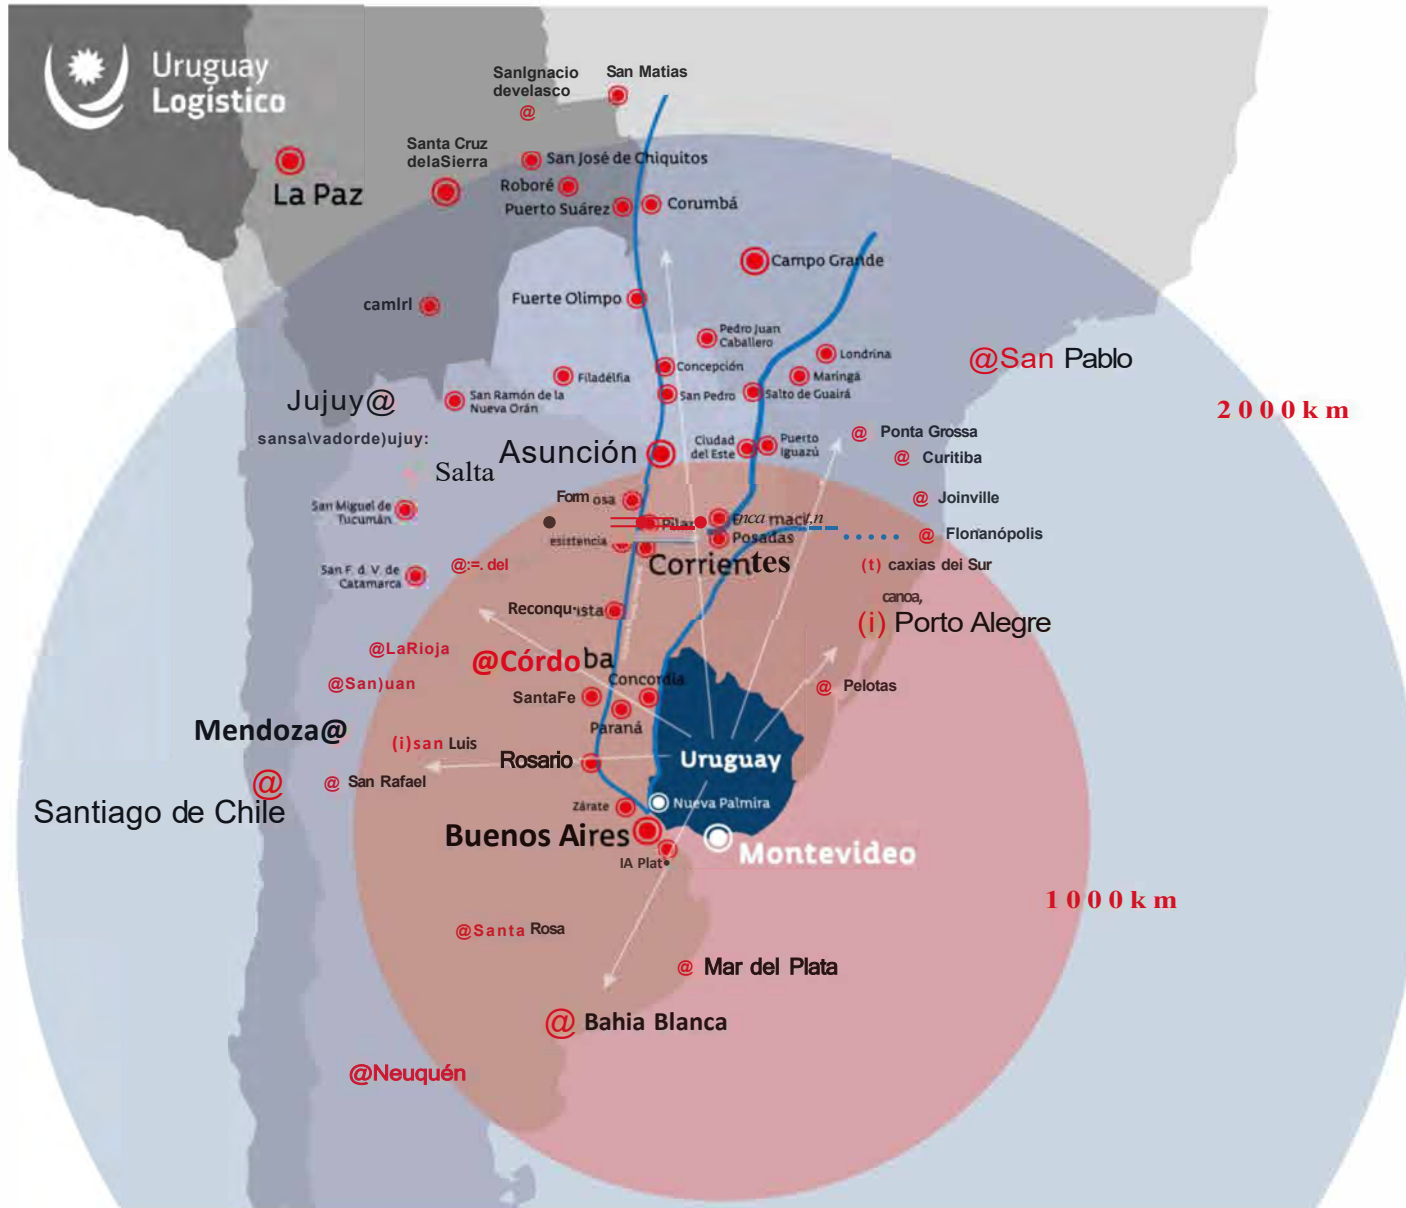 Uruguay
Logístico
SanIgnacio
develasco
@
San Matias
Santa Cruz
delaSierra
San José de Chiquitos
La Paz
Roboré
Puerto Suárez
Corumbá
Campo Grande
camlrl
Fuerte Olimpo
Pedro Juan
Caballero
Londrina
@San Pablo
Concepción
Filadélfia
Maringá
Jujuy@
San Ramón de la
Nueva Orán
San Pedro
Salto de Guairá
2000km
sansa\vadorde)ujuy:
Asunción
Ciudad
del Este
Puerto
Iguazú
@ Ponta Grossa
@ Curitiba
Salta
San Miguel de
Tucumán
Form osa
@ Joinville
Pilar
Enca maci,n
esistencia
Posadas
@ Florianópolis
San F. d. V. de
Catamarca
@:=. del
Corrientes
(t) caxias dei Sur
canoa,
Reconqu·ista
(i) Porto Alegre
@LaRioja
@Córdoba
@San)uan
Concordia
@ Pelotas
SantaFe
Paraná
Mendoza@
(i)san Luis
Rosario
Uruguay
@
@ San Rafael
Santiago de Chile
Zárate
Nueva Palmira
Buenos Aires
IA Plat•
Montevideo
1000km
@Santa Rosa
@ Mar del Plata
@ Bahia Blanca
@Neuquén